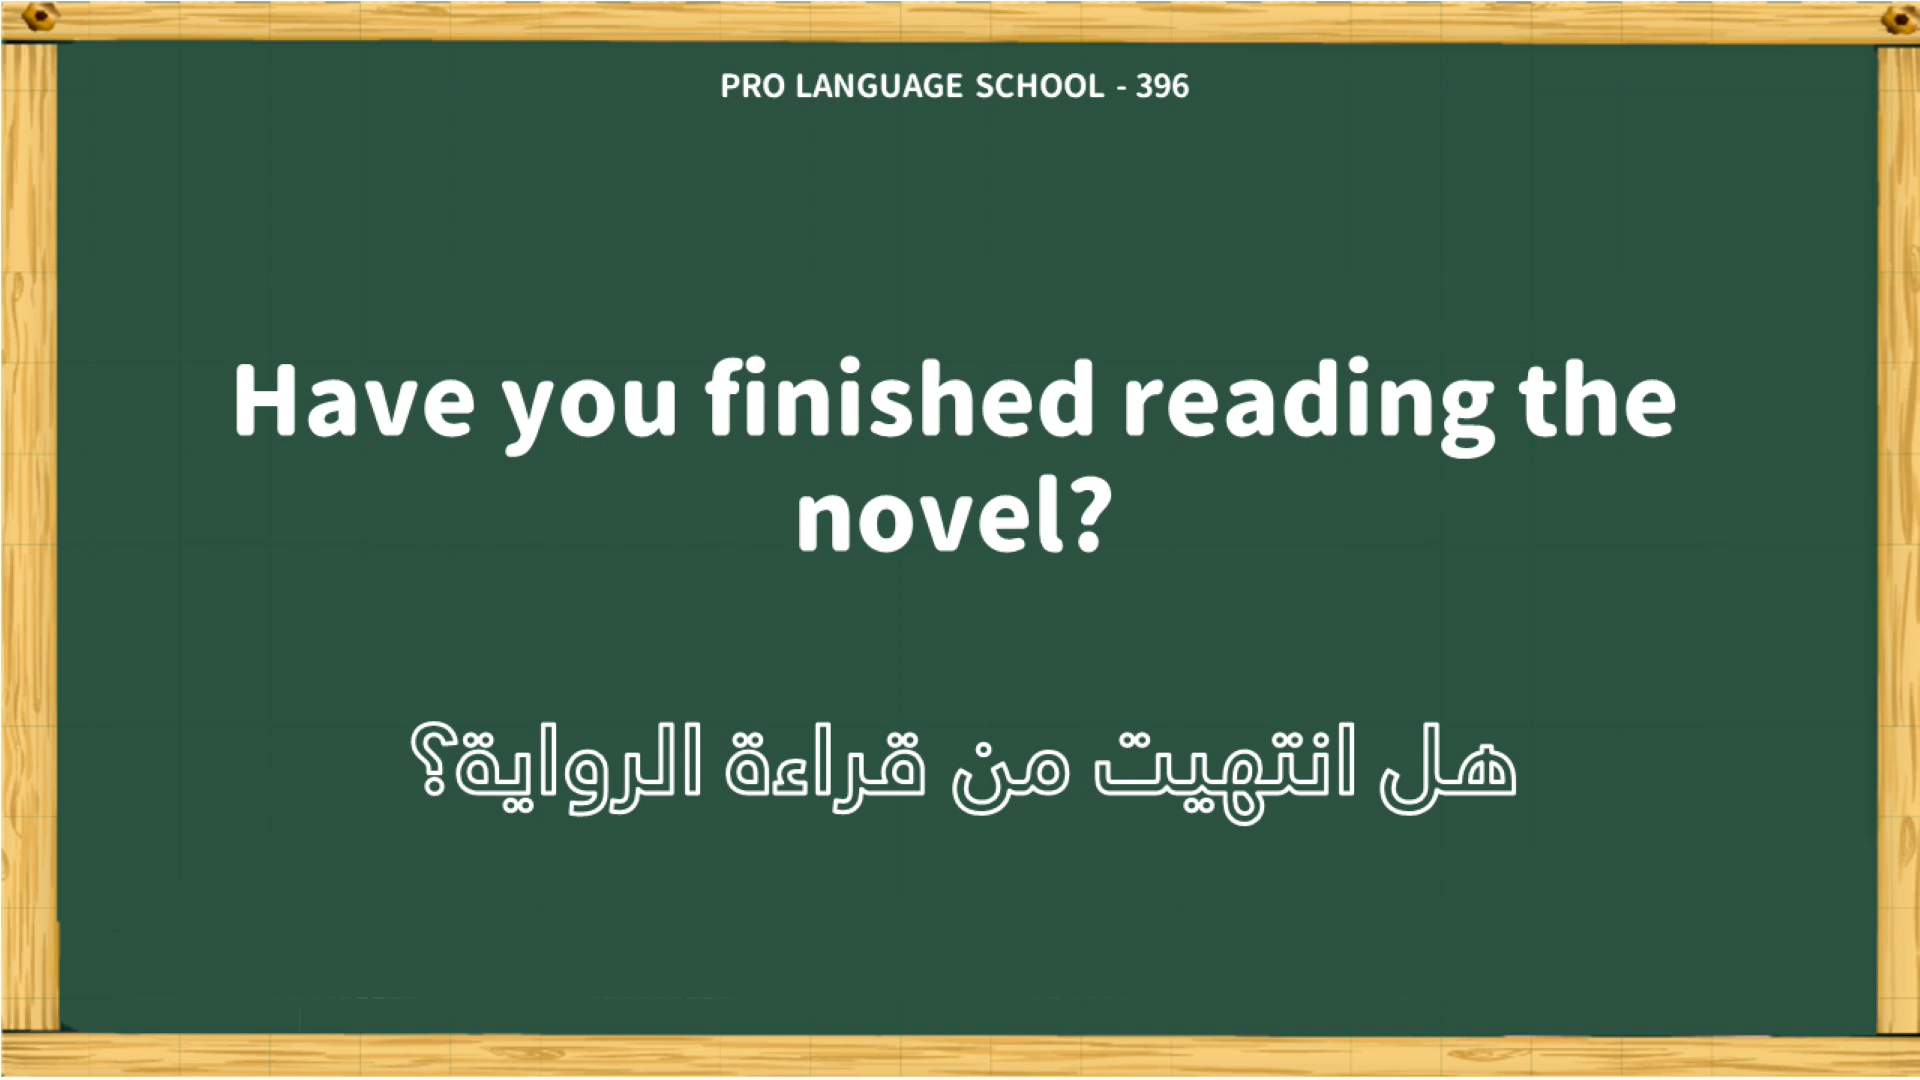 PRO LANGUAGE SCHOOL - 396
Have you finished reading the
novel?
هل انتهيت من قراءة الرواية؟